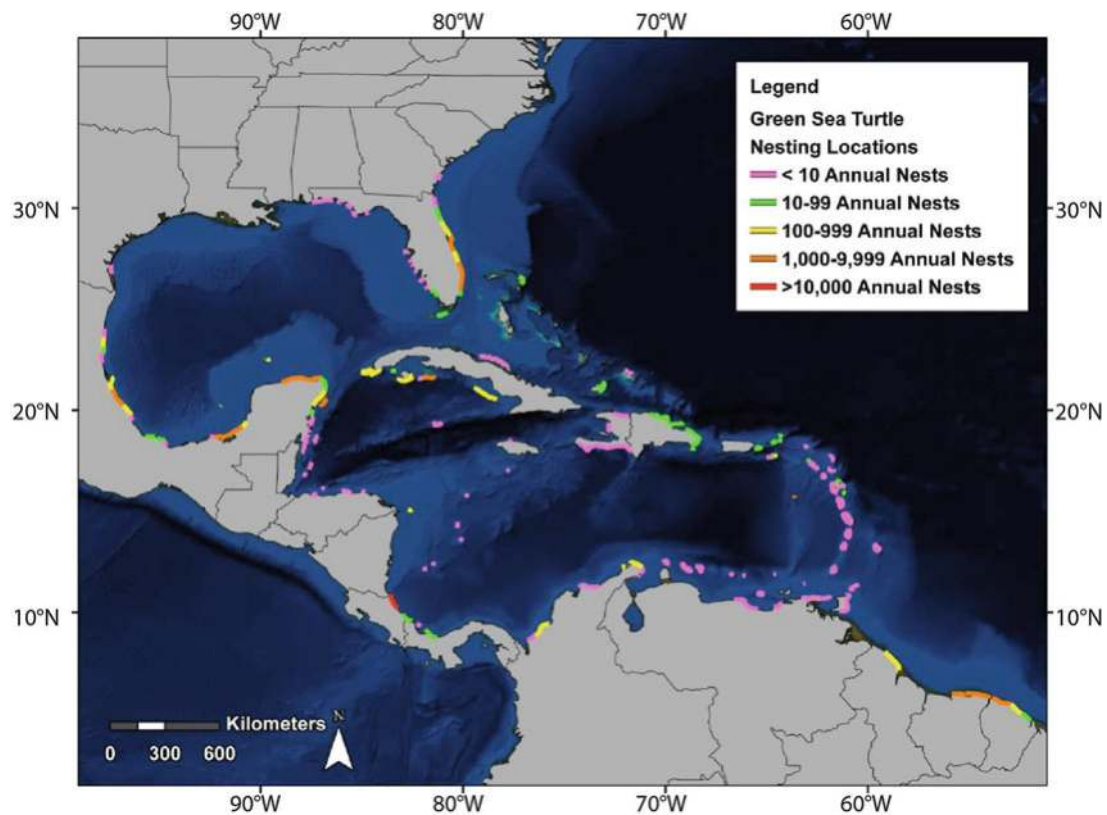 90°W 80°W 70°W 60°W
Legend
Green Sea Turtle
Nesting Locations
< 10 Annual Nests
10-99 Annual Nests
100-999 Annual Nests
1,000-9,999 Annual Nests
>10,000 Annual Nests
30°N 30°N
20°N 20°N
10°N 10°N
Kilometers N
0 300 600
90°W 80°W 70°W 60°W